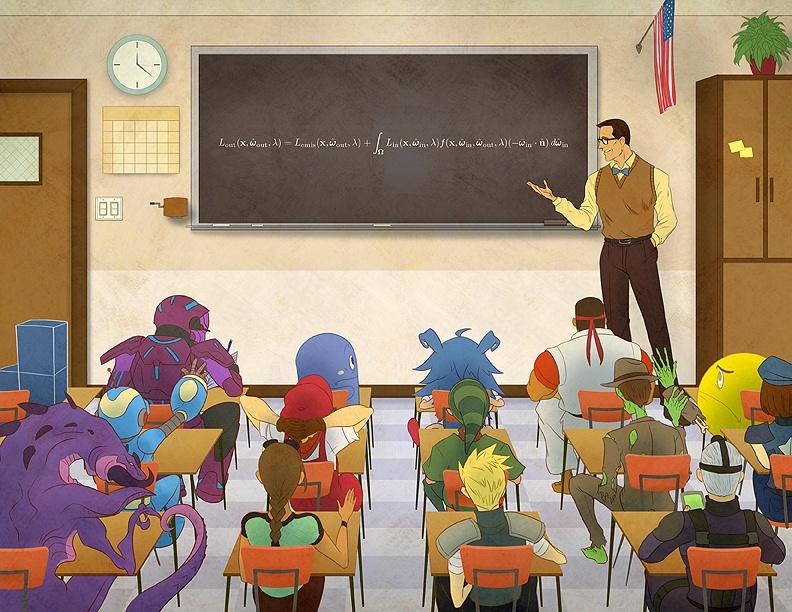 L_out(x, ω̂_out, λ) = L_emis(x, ω̂_out, λ) + ∫_Ω L_in(x, ω̂_in, λ) f(x, ω̂_in, ω̂_out, λ)(−ω̂_in · n̂) dω̂_in